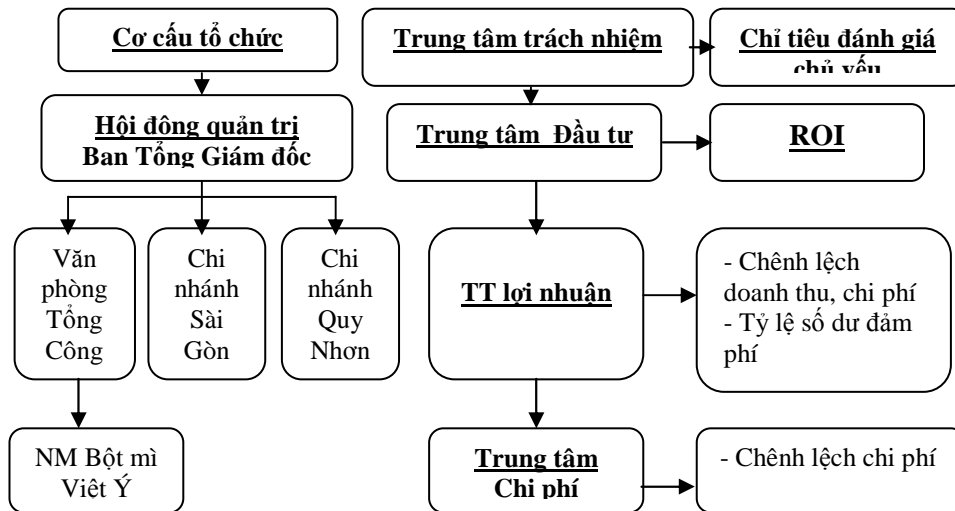 Cơ cấu tổ chức
Trung tâm trách nhiệm
Chỉ tiêu đánh giá
chủ yếu
Hội đông quản trị
Ban Tổng Giám đốc
Trung tâm Đầu tư
ROI
Văn
phòng
Tổng
Công
Chi
nhánh
Sài
Gòn
Chi
nhánh
Quy
Nhơn
TT lợi nhuận
- Chênh lệch
doanh thu, chi phí
- Tỷ lệ số dư đảm
phí
NM Bột mì
Viêt Ý
Trung tâm
Chi phí
- Chênh lệch chi phí